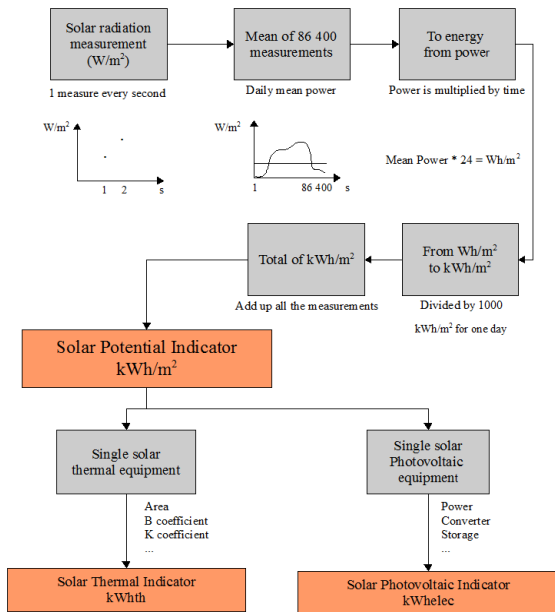 Solar radiation
measurement
(W/m²)
Mean of 86 400
measurements
To energy
from power
1 measure every second
Daily mean power
Power is multiplied by time
W/m²
1
2
s
W/m²
1
86 400
s
Mean Power * 24 = Wh/m²
Total of kWh/m²
From Wh/m²
to kWh/m²
Add up all the measurements
Divided by 1000
kWh/m² for one day
Solar Potential Indicator
kWh/m²
Single solar
thermal equipment
Single solar
Photovoltaic
equipment
Area
B coefficient
K coefficient
...
Power
Converter
Storage
...
Solar Thermal Indicator
kWhth
Solar Photovoltaic Indicator
kWhelec